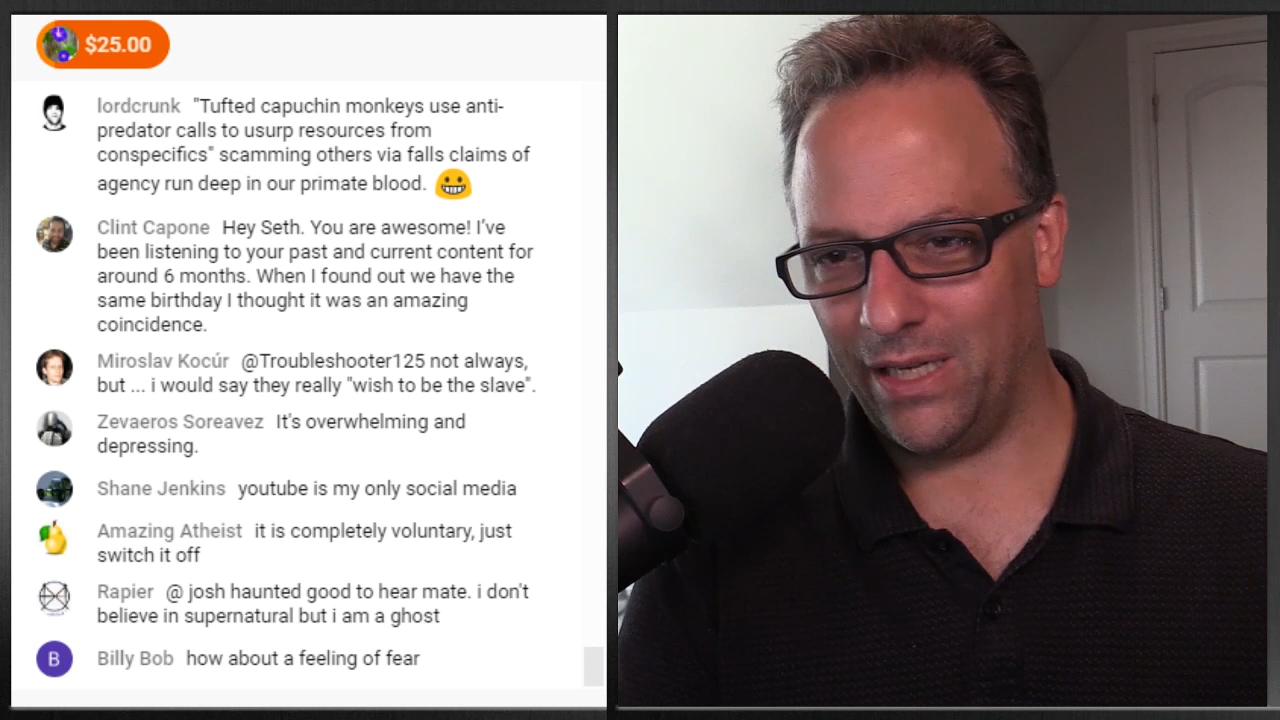 $25.00
lordcrunk "Tufted capuchin monkeys use anti-
predator calls to usurp resources from
conspecifics" scamming others via falls claims of
agency run deep in our primate blood.
Clint Capone Hey Seth. You are awesome! I've
been listening to your past and current content for
around 6 months. When I found out we have the
same birthday I thought it was an amazing
coincidence.
Miroslav Kocúr @Troubleshooter125 not always,
but ... i would say they really "wish to be the slave".
Zevaeros Soreavez It's overwhelming and
depressing.
Shane Jenkins youtube is my only social media
Amazing Atheist it is completely voluntary, just
switch it off
Rapier @ josh haunted good to hear mate. i don't
believe in supernatural but i am a ghost
B Billy Bob how about a feeling of fear